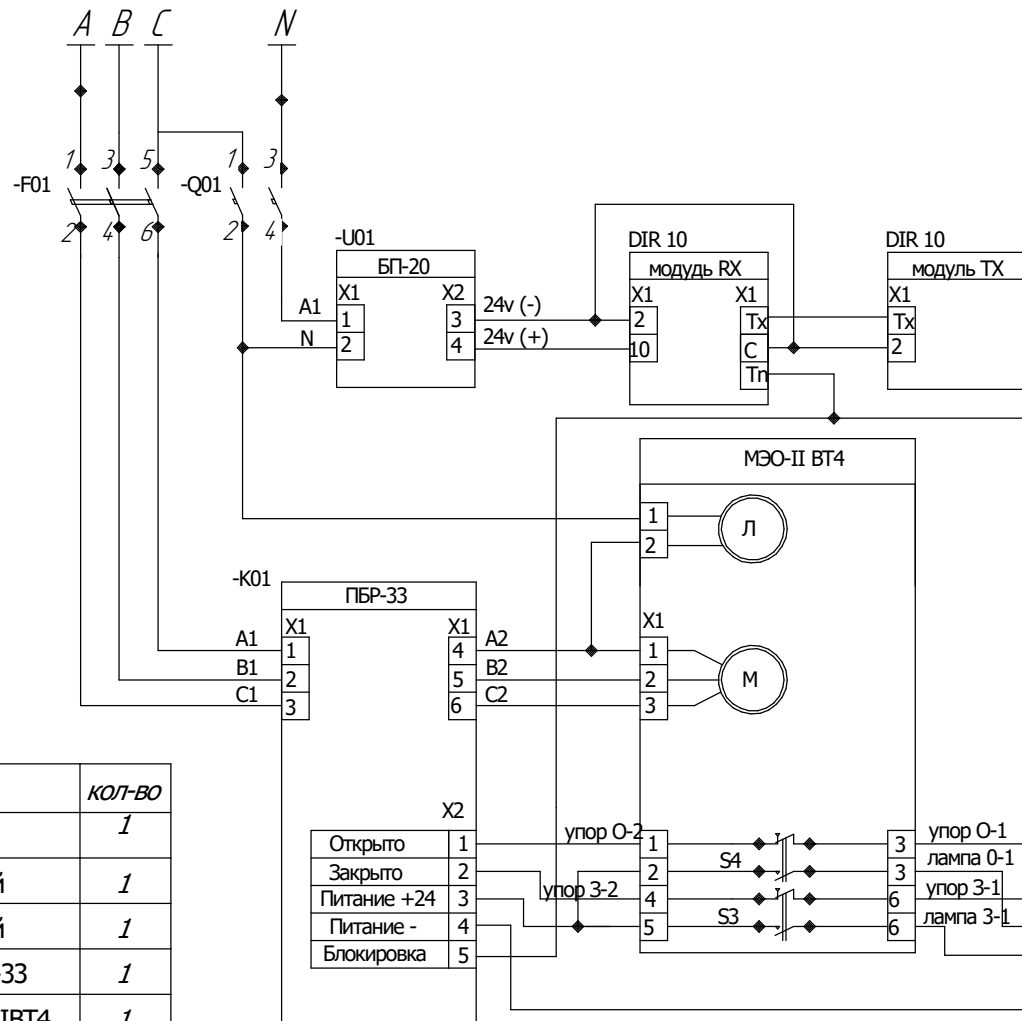 A B C N
1 3 5 1 3
-F01 -Q01
2 4 6 2 4
-U01 DIR 10 DIR 10
БП-20 модудь RX модуль TX
X1 X2 X1 X1 X1
A1 1 3 24v (-) 2 Tx Tx
N 2 4 24v (+) 10 C 2
Tn
МЭО-II ВТ4
1 Л
2
-K01
ПБР-33
X1 X1 X1
A1 1 4 A2 1
B1 2 5 B2 2 М
C1 3 6 C2 3
кол-во
1
й 1
й 1
-33 1
IВТ4 1
X2
Открыто 1 упор О-2 1 3 упор О-1
Закрыто 2 2 S4 3 лампа 0-1
Питание +24 3 упор З-2 4 6 упор З-1
Питание - 4 5 S3 6 лампа З-1
Блокировка 5